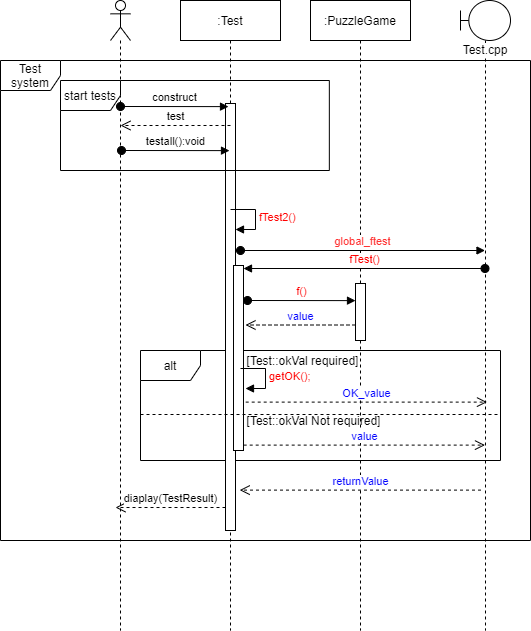 :Test
:PuzzleGame
Test.cpp
Test
system
start tests
construct
test
testall():void
fTest2()
global_ftest
fTest()
f()
value
[Test::okVal required]
alt
getOK();
OK_value
[Test::okVal Not required]
value
returnValue
diaplay(TestResult)